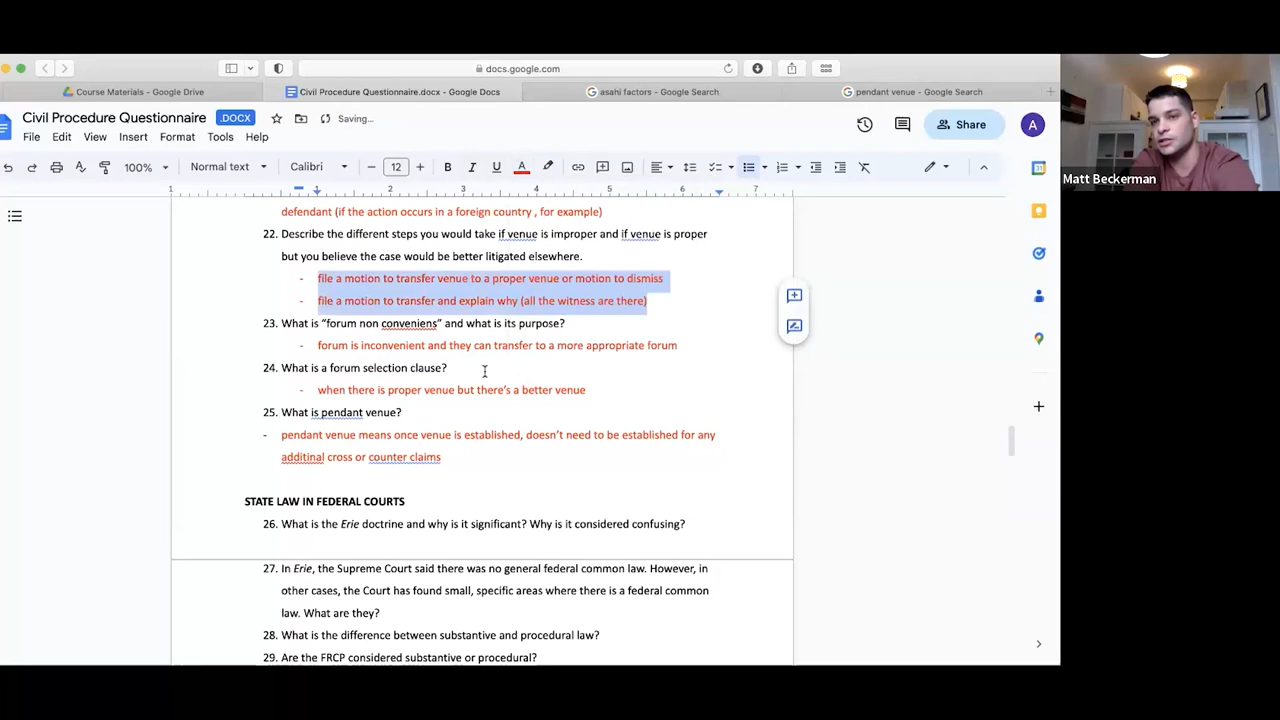 docs.google.com
Course Materials - Google Drive
Civil Procedure Questionnaire.docx - Google Docs
asahi factors - Google Search
pendant venue - Google Search
Civil Procedure Questionnaire .DOCX
Saving...
Share
A
File Edit View Insert Format Tools Help
100% Normal text Calibri 12 B I U A
1 1 2 3 4 5 6 7
defendant (if the action occurs in a foreign country , for example)
22. Describe the different steps you would take if venue is improper and if venue is proper
but you believe the case would be better litigated elsewhere.
- file a motion to transfer venue to a proper venue or motion to dismiss
- file a motion to transfer and explain why (all the witness are there)
23. What is “forum non conveniens” and what is its purpose?
- forum is inconvenient and they can transfer to a more appropriate forum
24. What is a forum selection clause?
- when there is proper venue but there's a better venue
25. What is pendant venue?
- pendant venue means once venue is established, doesn't need to be established for any
additinal cross or counter claims
STATE LAW IN FEDERAL COURTS
26. What is the Erie doctrine and why is it significant? Why is it considered confusing?
27. In Erie, the Supreme Court said there was no general federal common law. However, in
other cases, the Court has found small, specific areas where there is a federal common
law. What are they?
28. What is the difference between substantive and procedural law?
29. Are the FRCP considered substantive or procedural?
Matt Beckerman